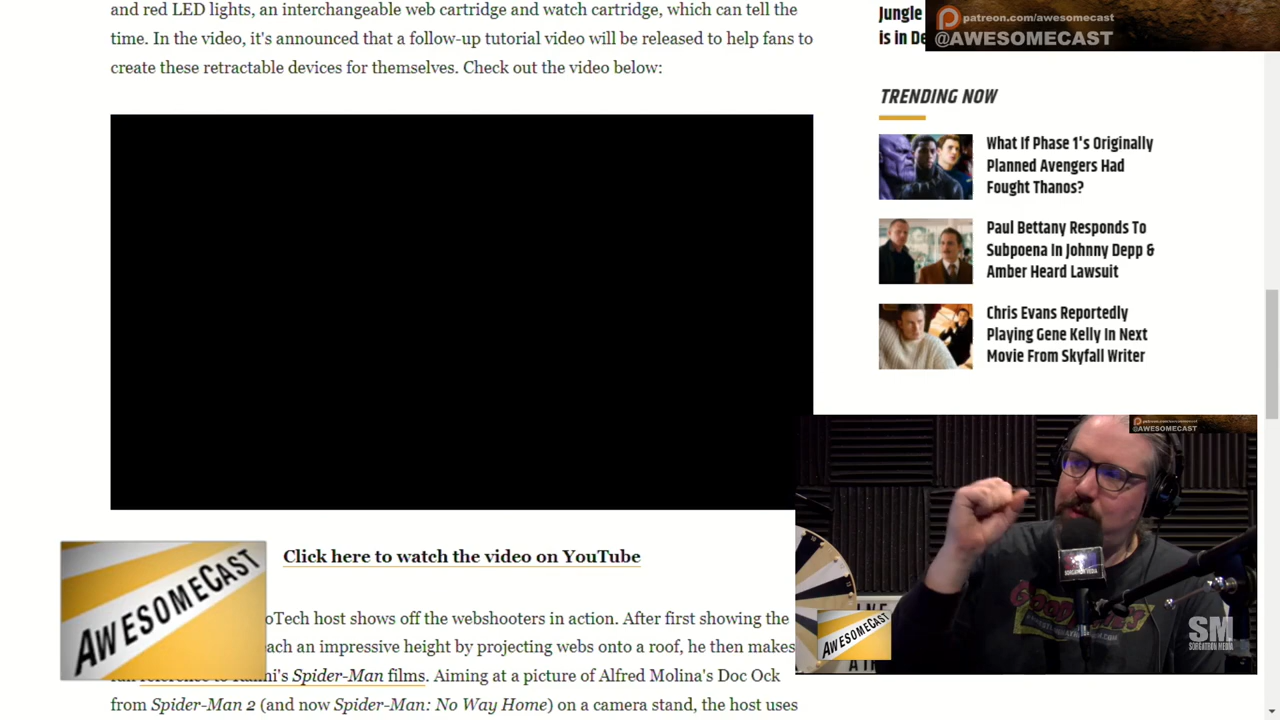 and red LED lights, an interchangeable web cartridge and watch cartridge, which can tell the
time. In the video, it's announced that a follow-up tutorial video will be released to help fans to
create these retractable devices for themselves. Check out the video below:
Click here to watch the video on YouTube
oTech host shows off the webshooters in action. After first showing the
each an impressive height by projecting webs onto a roof, he then makes
Spider-Man films. Aiming at a picture of Alfred Molina's Doc Ock
from Spider-Man 2 (and now Spider-Man: No Way Home) on a camera stand, the host uses
AWESOMECAST
Jungle
is in De
patreon.com/awesomecast
@AWESOMECAST
TRENDING NOW
What If Phase 1's Originally
Planned Avengers Had
Fought Thanos?
Paul Bettany Responds To
Subpoena In Johnny Depp &
Amber Heard Lawsuit
Chris Evans Reportedly
Playing Gene Kelly In Next
Movie From Skyfall Writer
@AWESOMECAST
SORGATRON MEDIA
AWESOMECAST
SM
SORGATRON MEDIA